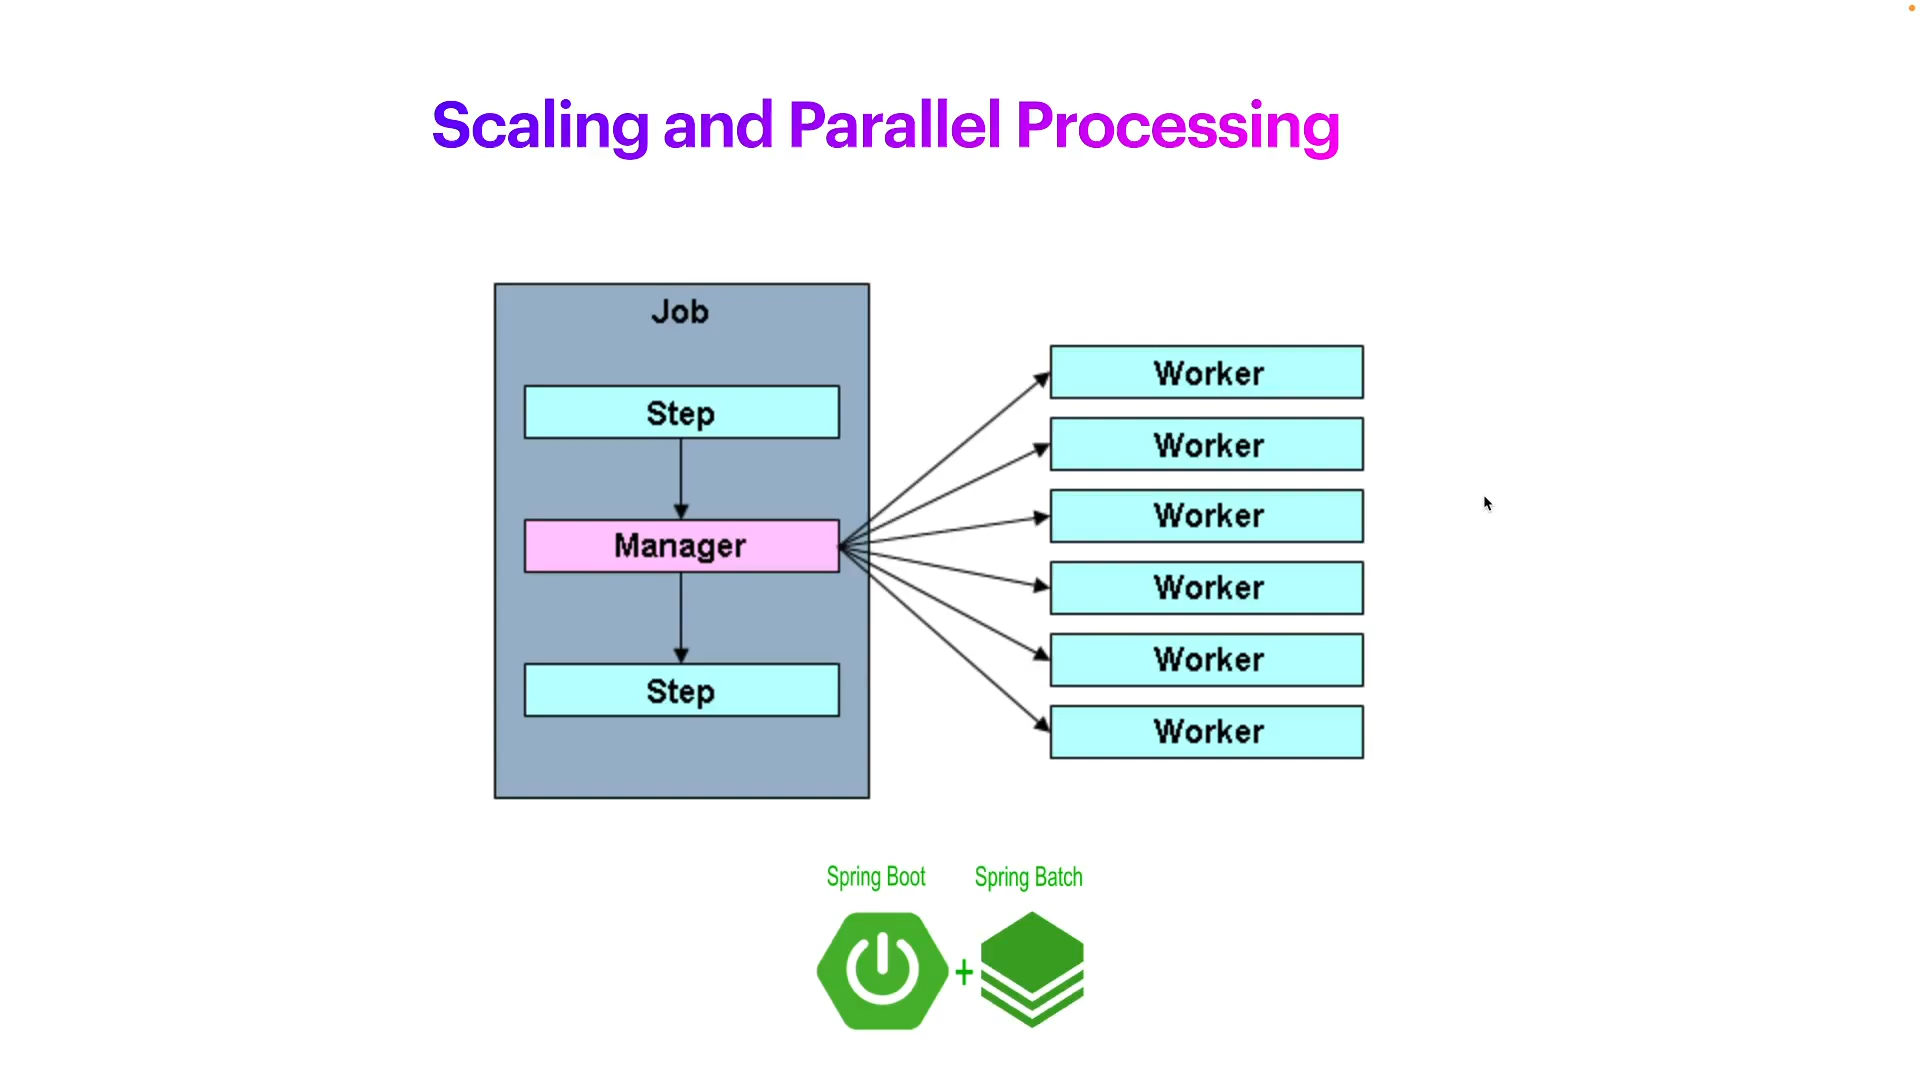 Scaling and Parallel Processing
Job
Step
Manager
Step
Worker
Worker
Worker
Worker
Worker
Worker
Spring Boot
Spring Batch
+